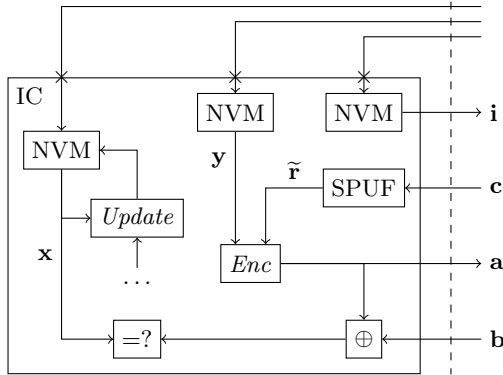 IC
NVM
NVM
i
NVM
y
r̃
SPUF
c
Update
x
Enc
a
...
=?
⊕
b